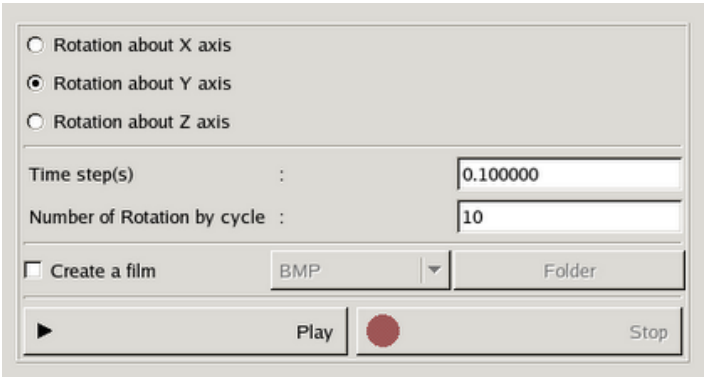 Rotation about X axis
Rotation about Y axis
Rotation about Z axis
Time step(s) : 0.100000
Number of Rotation by cycle : 10
Create a film BMP Folder
Play Stop